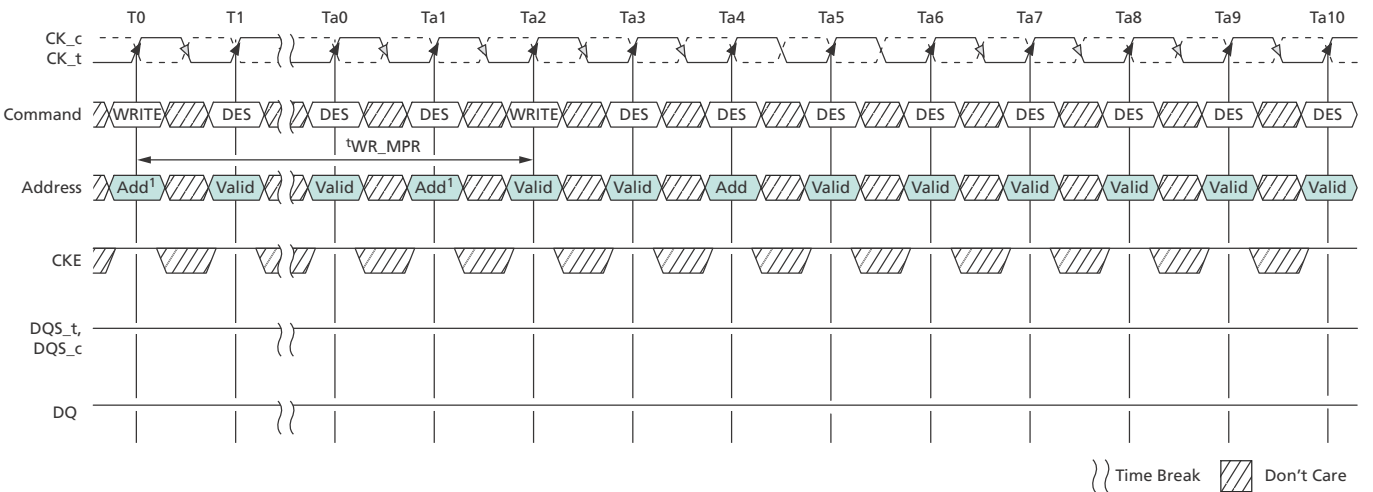 T0 T1 Ta0 Ta1 Ta2 Ta3 Ta4 Ta5 Ta6 Ta7 Ta8 Ta9 Ta10
CK_c
CK_t
Command WRITE DES DES DES WRITE DES DES DES DES DES DES DES DES
tWR_MPR
Address Add1 Valid Valid Add1 Valid Valid Add Valid Valid Valid Valid Valid Valid
CKE
DQS_t,
DQS_c
DQ
Time Break Don't Care